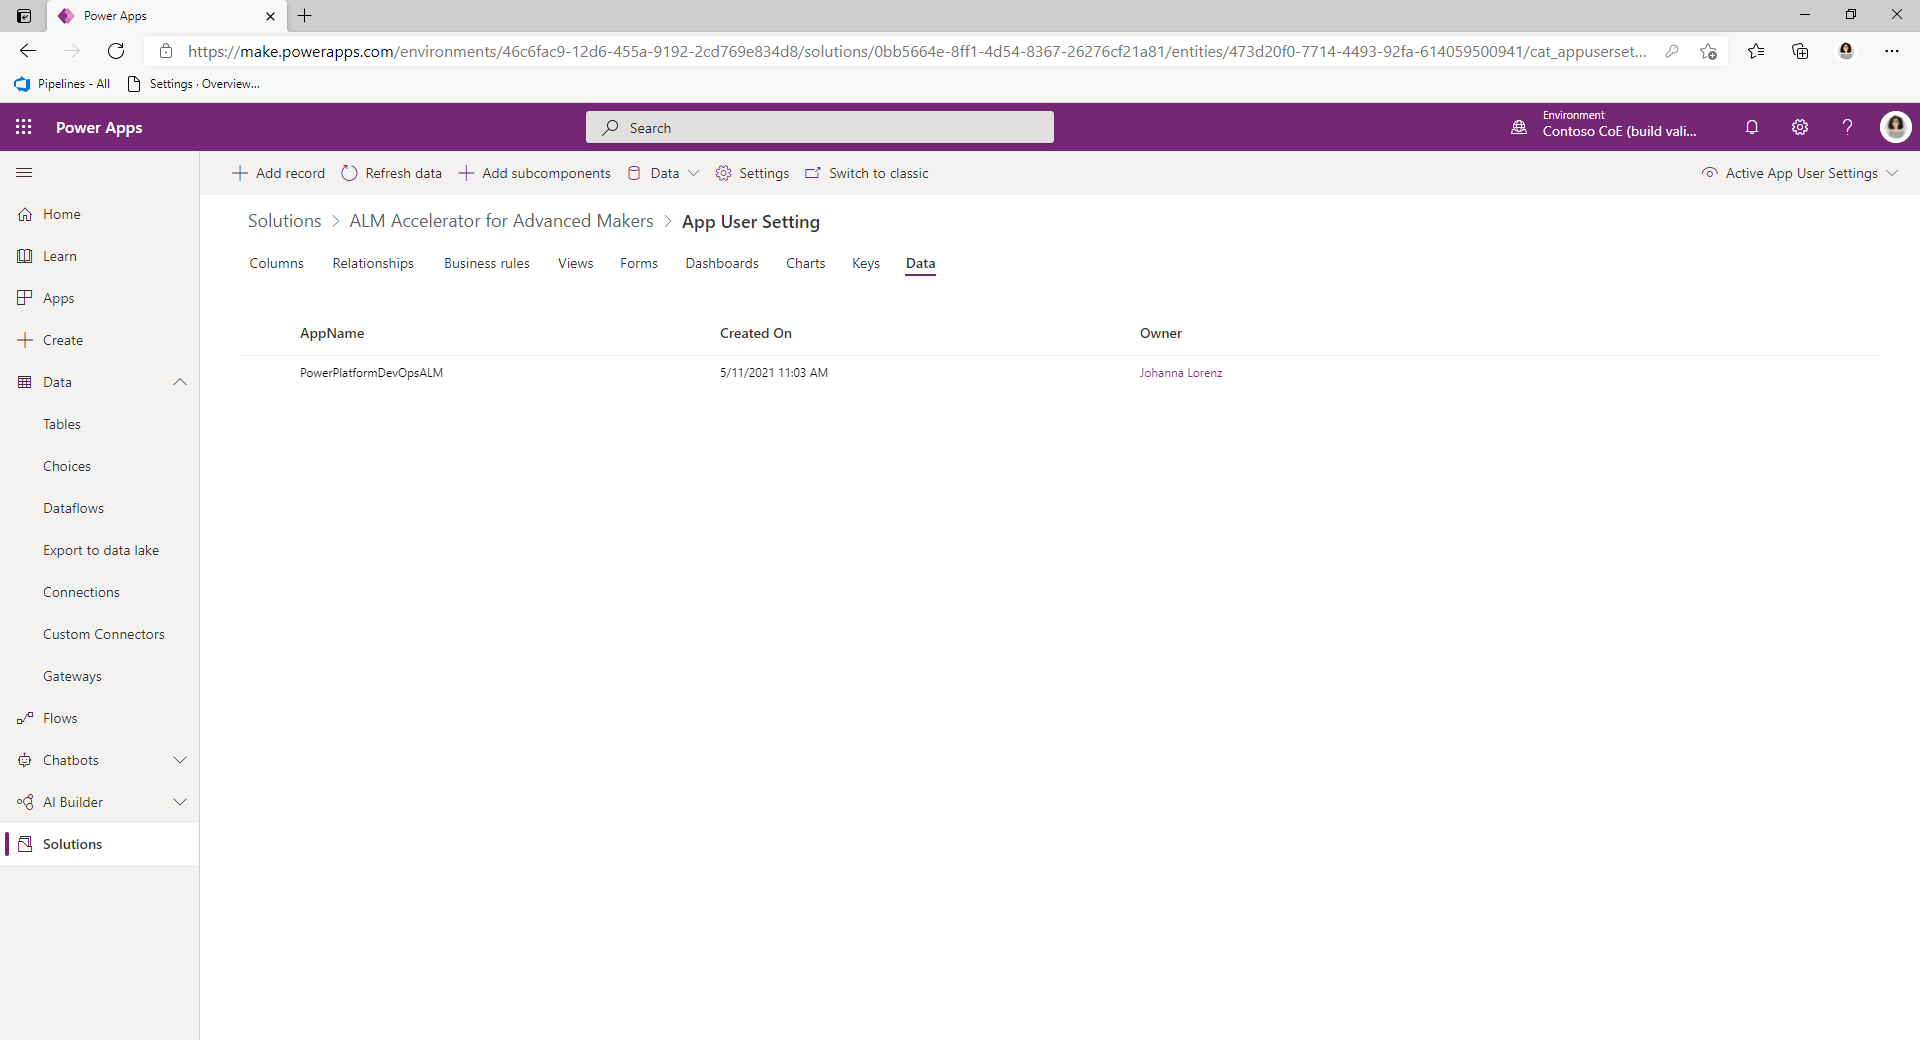 Power Apps
https://make.powerapps.com/environments/46c6fac9-12d6-455a-9192-2cd769e834d8/solutions/0bb5664e-8ff1-4d54-8367-26276cf21a81/entities/473d20f0-7714-4493-92fa-614059500941/cat_appuserset...
Pipelines - All
Settings · Overview...
Power Apps
Search
Environment
Contoso CoE (build vali...
Add record
Refresh data
Add subcomponents
Data
Settings
Switch to classic
Active App User Settings
Home
Learn
Apps
Create
Data
Tables
Choices
Dataflows
Export to data lake
Connections
Custom Connectors
Gateways
Flows
Chatbots
AI Builder
Solutions
Solutions > ALM Accelerator for Advanced Makers > App User Setting
Columns Relationships Business rules Views Forms Dashboards Charts Keys Data
AppName Created On Owner
PowerPlatformDevOpsALM 5/11/2021 11:03 AM Johanna Lorenz